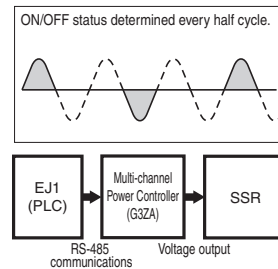 ON/OFF status determined every half cycle.
EJ1
(PLC)
Multi-channel
Power Controller
(G3ZA)
SSR
RS-485
communications
Voltage output